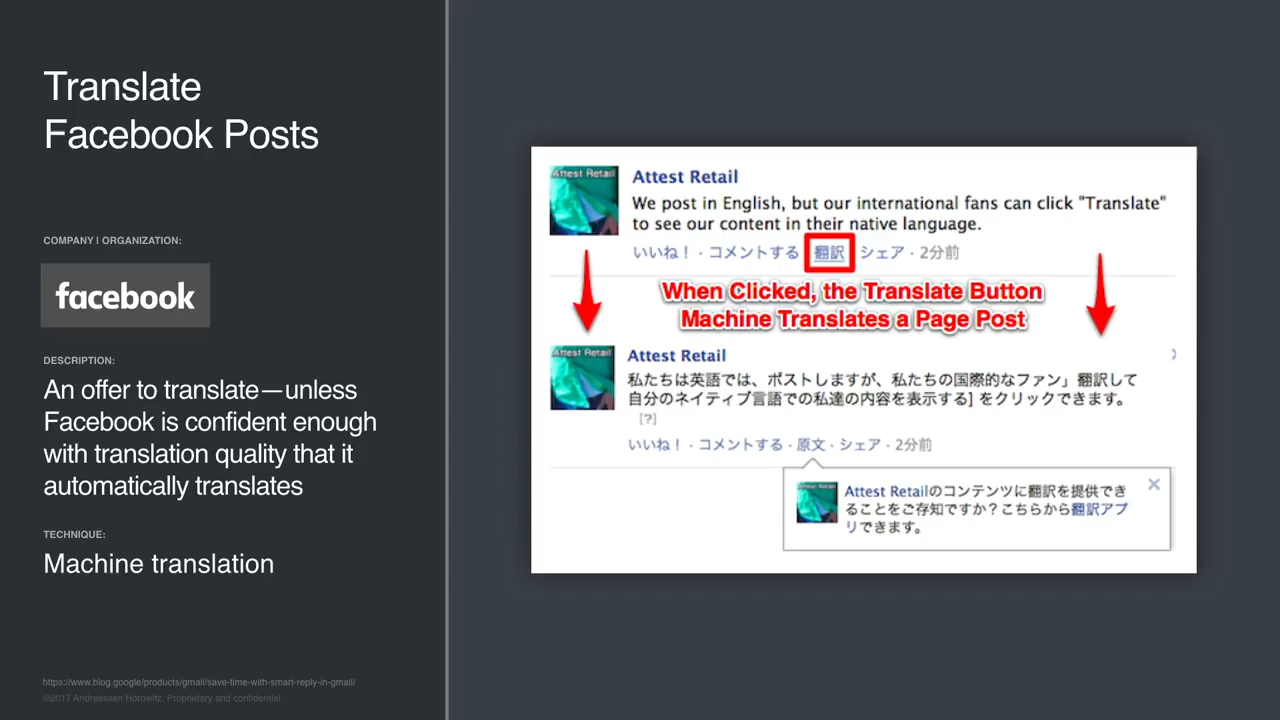 Translate
Facebook Posts
COMPANY | ORGANIZATION:
facebook
DESCRIPTION:
An offer to translate—unless
Facebook is confident enough
with translation quality that it
automatically translates
TECHNIQUE:
Machine translation
https://www.blog.google/products/gmail/save-time-with-smart-reply-in-gmail/
©2017 Andreessen Horowitz. Proprietary and confidential.
Attest Retail
Attest Retail
We post in English, but our international fans can click "Translate"
to see our content in their native language.
いいね！ · コメントする 翻訳 シェア · 2分前
When Clicked, the Translate Button
Machine Translates a Page Post
Attest Retail
Attest Retail
私たちは英語では、ポストしますが、私たちの国際的なファン」翻訳して
自分のネイティブ言語での私達の内容を表示する] をクリックできます。
[?]
いいね！ · コメントする · 原文 · シェア · 2分前
Attest Retail
Attest Retailのコンテンツに翻訳を提供でき
ることをご存知ですか？こちらから翻訳アプ
リできます。